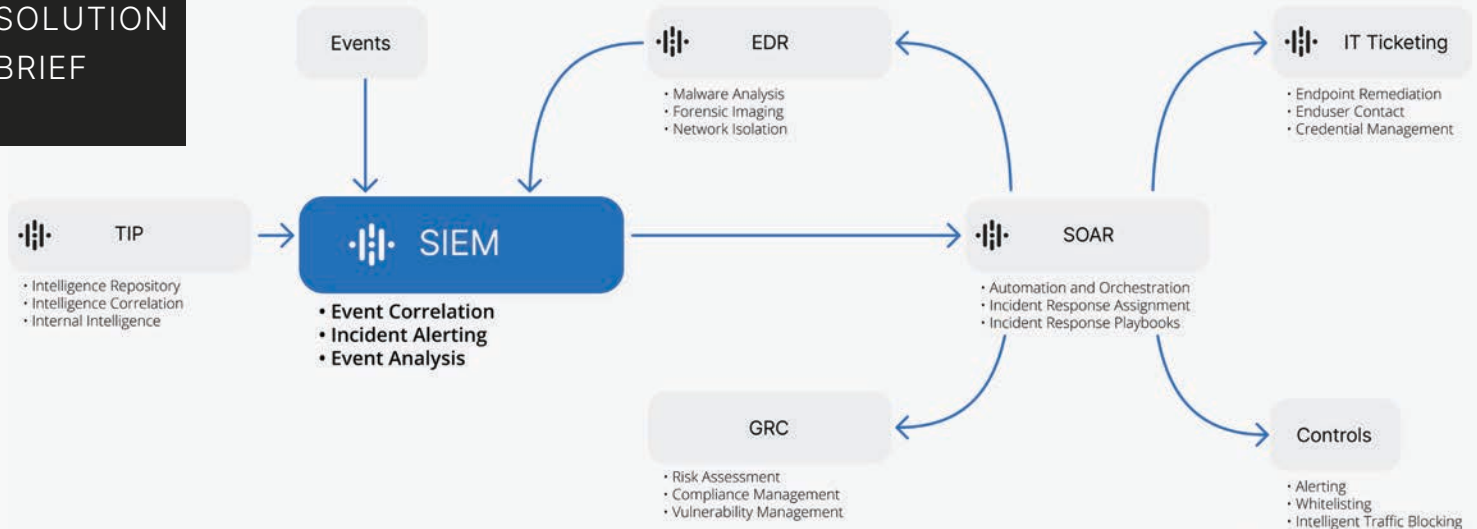 SOLUTION
BRIEF
Events
EDR
• Malware Analysis
• Forensic Imaging
• Network Isolation
IT Ticketing
• Endpoint Remediation
• Enduser Contact
• Credential Management
TIP
• Intelligence Repository
• Intelligence Correlation
• Internal Intelligence
SIEM
• Event Correlation
• Incident Alerting
• Event Analysis
SOAR
• Automation and Orchestration
• Incident Response Assignment
• Incident Response Playbooks
GRC
• Risk Assessment
• Compliance Management
• Vulnerability Management
Controls
• Alerting
• Whitelisting
• Intelligent Traffic Blocking